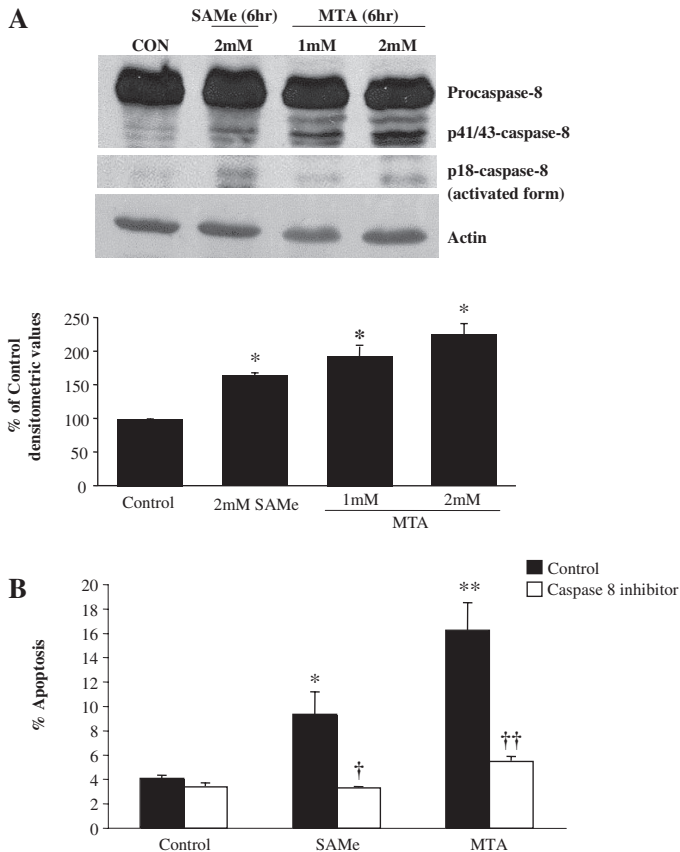 A
SAMe (6hr) MTA (6hr)
CON 2mM 1mM 2mM
Procaspase-8
p41/43-caspase-8
p18-caspase-8
(activated form)
Actin
% of Control
densitometric values
250
200
150
100
50
0
* * *
Control 2mM SAMe 1mM 2mM
MTA
B
Control
Caspase 8 inhibitor
% Apoptosis
20
18
16
14
12
10
8
6
4
2
0
* † ** ††
Control SAMe MTA